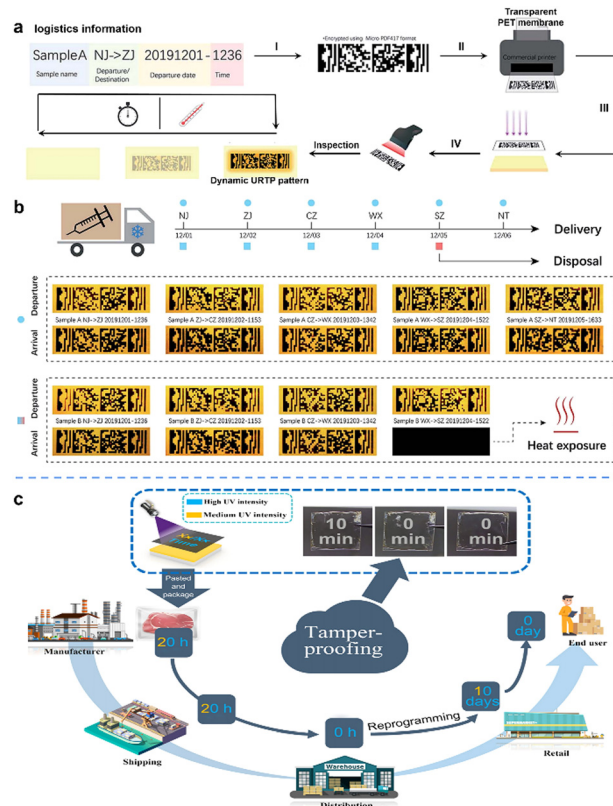 a
logistics information
SampleA NJ->ZJ 20191201-1236
Sample name
Departure/
Destination
Departure date
Time
I
•Encrypted using Micro PDF417 format
II
Transparent
PET membrane
Commercial printer
III
IV
Inspection
Dynamic URTP pattern
b
NJ ZJ CZ WX SZ NT
12/01 12/02 12/03 12/04 12/05 12/06
Delivery
Disposal
Departure
Sample A NJ->ZJ 20191201-1236
Sample A ZJ->CZ 20191202-1153
Sample A CZ->WX 20191203-1342
Sample A WX->SZ 20191204-1522
Sample A SZ->NT 20191205-1633
Arrival
Departure
Sample B NJ->ZJ 20191201-1236
Sample B ZJ->CZ 20191202-1153
Sample B CZ->WX 20191203-1342
Sample B WX->SZ 20191204-1522
Arrival
Heat exposure
c
High UV intensity
Medium UV intensity
10
min
0
min
0
min
Pasted and
package
Manufacturer
20 h
Tamper-
proofing
0
day
End user
20 h
Shipping
0 h
Reprogramming
10
days
Retail
Warehouse
Distribution